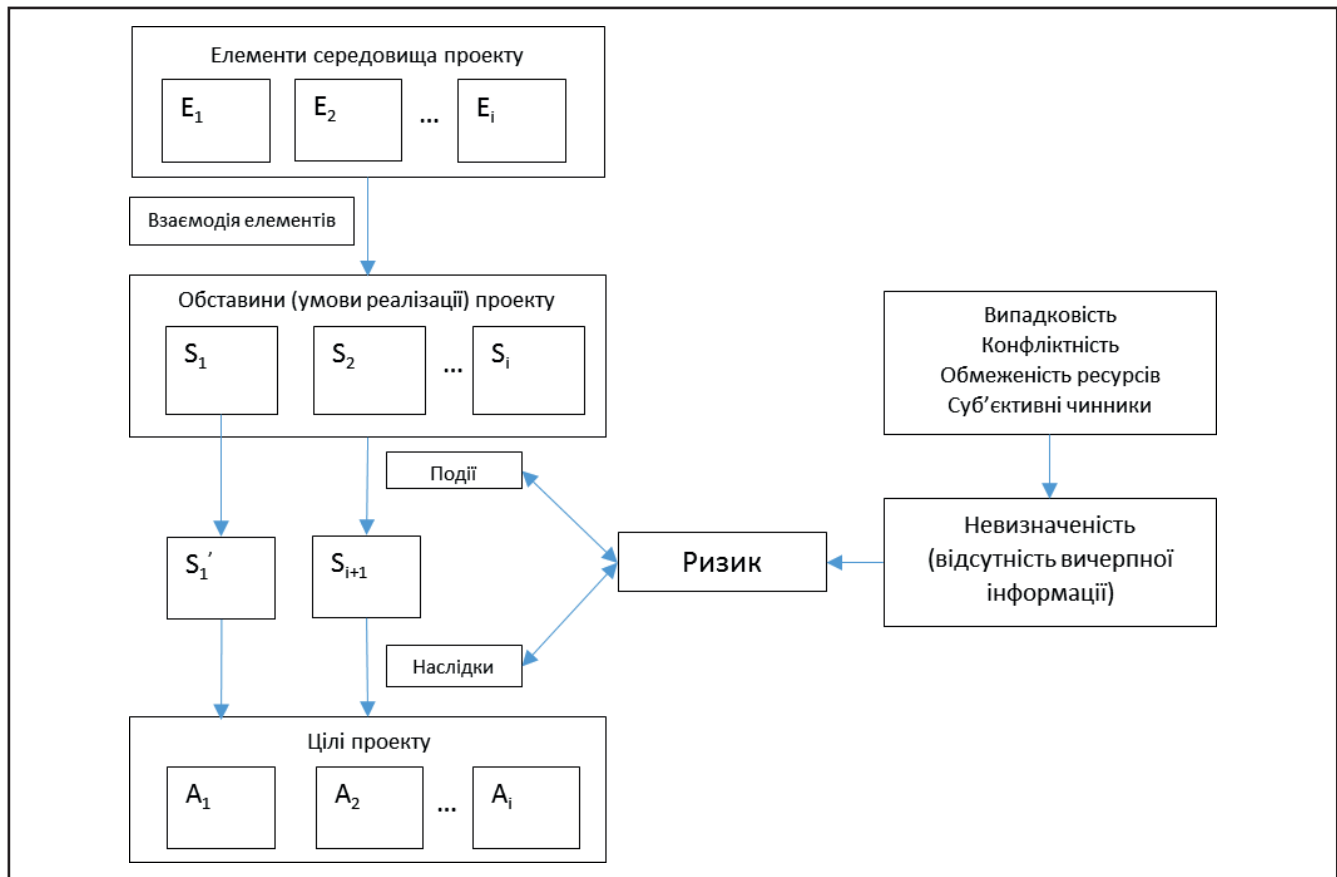 Елементи середовища проекту
E₁ E₂ ... Eᵢ
Взаємодія елементів
Обставини (умови реалізації) проекту
S₁ S₂ ... Sᵢ
Випадковість
Конфліктність
Обмеженість ресурсів
Суб’єктивні чинники
Події
S₁′ Sᵢ₊₁
Ризик
Невизначеність
(відсутність вичерпної
інформації)
Наслідки
Цілі проекту
A₁ A₂ ... Aᵢ